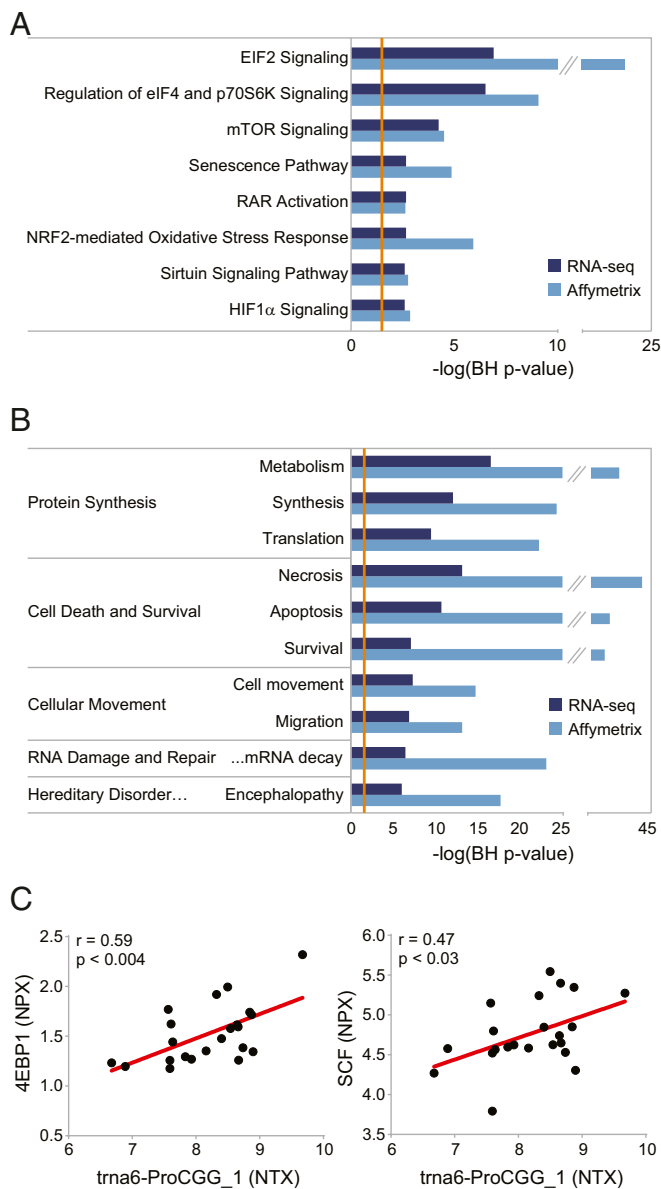 A
EIF2 Signaling
Regulation of eIF4 and p70S6K Signaling
mTOR Signaling
Senescence Pathway
RAR Activation
NRF2-mediated Oxidative Stress Response
Sirtuin Signaling Pathway
HIF1α Signaling
RNA-seq
Affymetrix
0 5 10 25
-log(BH p-value)
B
Protein Synthesis
Metabolism
Synthesis
Translation
Cell Death and Survival
Necrosis
Apoptosis
Survival
Cellular Movement
Cell movement
Migration
RNA Damage and Repair ...mRNA decay
Hereditary Disorder... Encephalopathy
RNA-seq
Affymetrix
0 5 10 15 20 25 45
-log(BH p-value)
C
r = 0.59
p < 0.004
4EBP1 (NPX)
2.5
2.0
1.5
1.0
0.5
6 7 8 9 10
trna6-ProCGG_1 (NTX)
r = 0.47
p < 0.03
SCF (NPX)
6.0
5.5
5.0
4.5
4.0
3.5
6 7 8 9 10
trna6-ProCGG_1 (NTX)